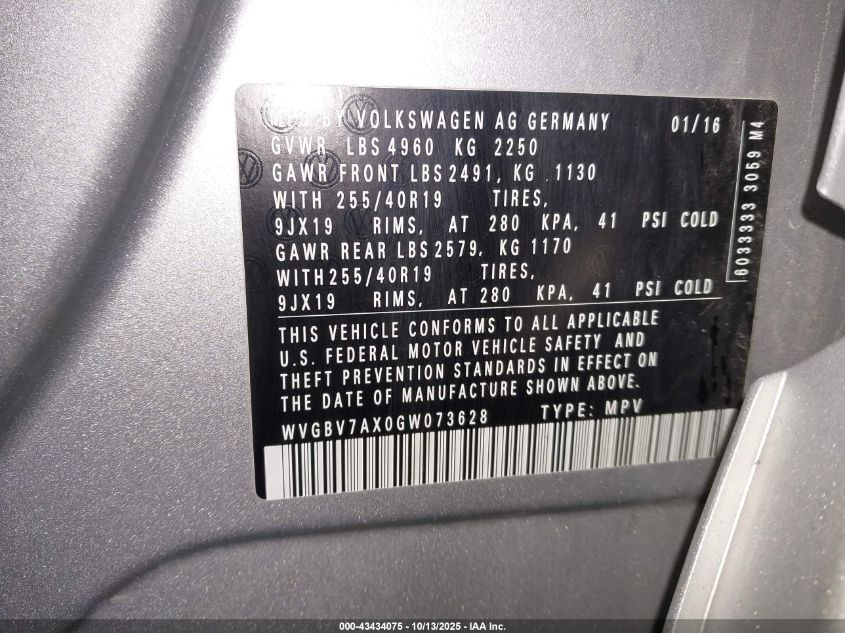 MFD BY VOLKSWAGEN AG GERMANY 01/16
GVWR LBS 4960 KG 2250
GAWR FRONT LBS 2491, KG 1130
WITH 255/40R19 TIRES,
9JX19 RIMS, AT 280 KPA, 41 PSI COLD
GAWR REAR LBS 2579, KG 1170
WITH 255/40R19 TIRES,
9JX19 RIMS, AT 280 KPA, 41 PSI COLD
THIS VEHICLE CONFORMS TO ALL APPLICABLE
U.S. FEDERAL MOTOR VEHICLE SAFETY AND
THEFT PREVENTION STANDARDS IN EFFECT ON
THE DATE OF MANUFACTURE SHOWN ABOVE.
WVGBV7AX0GW073628 TYPE: MPV
6033333 3059 M4
000-43434075 - 10/13/2025 - IAA Inc.